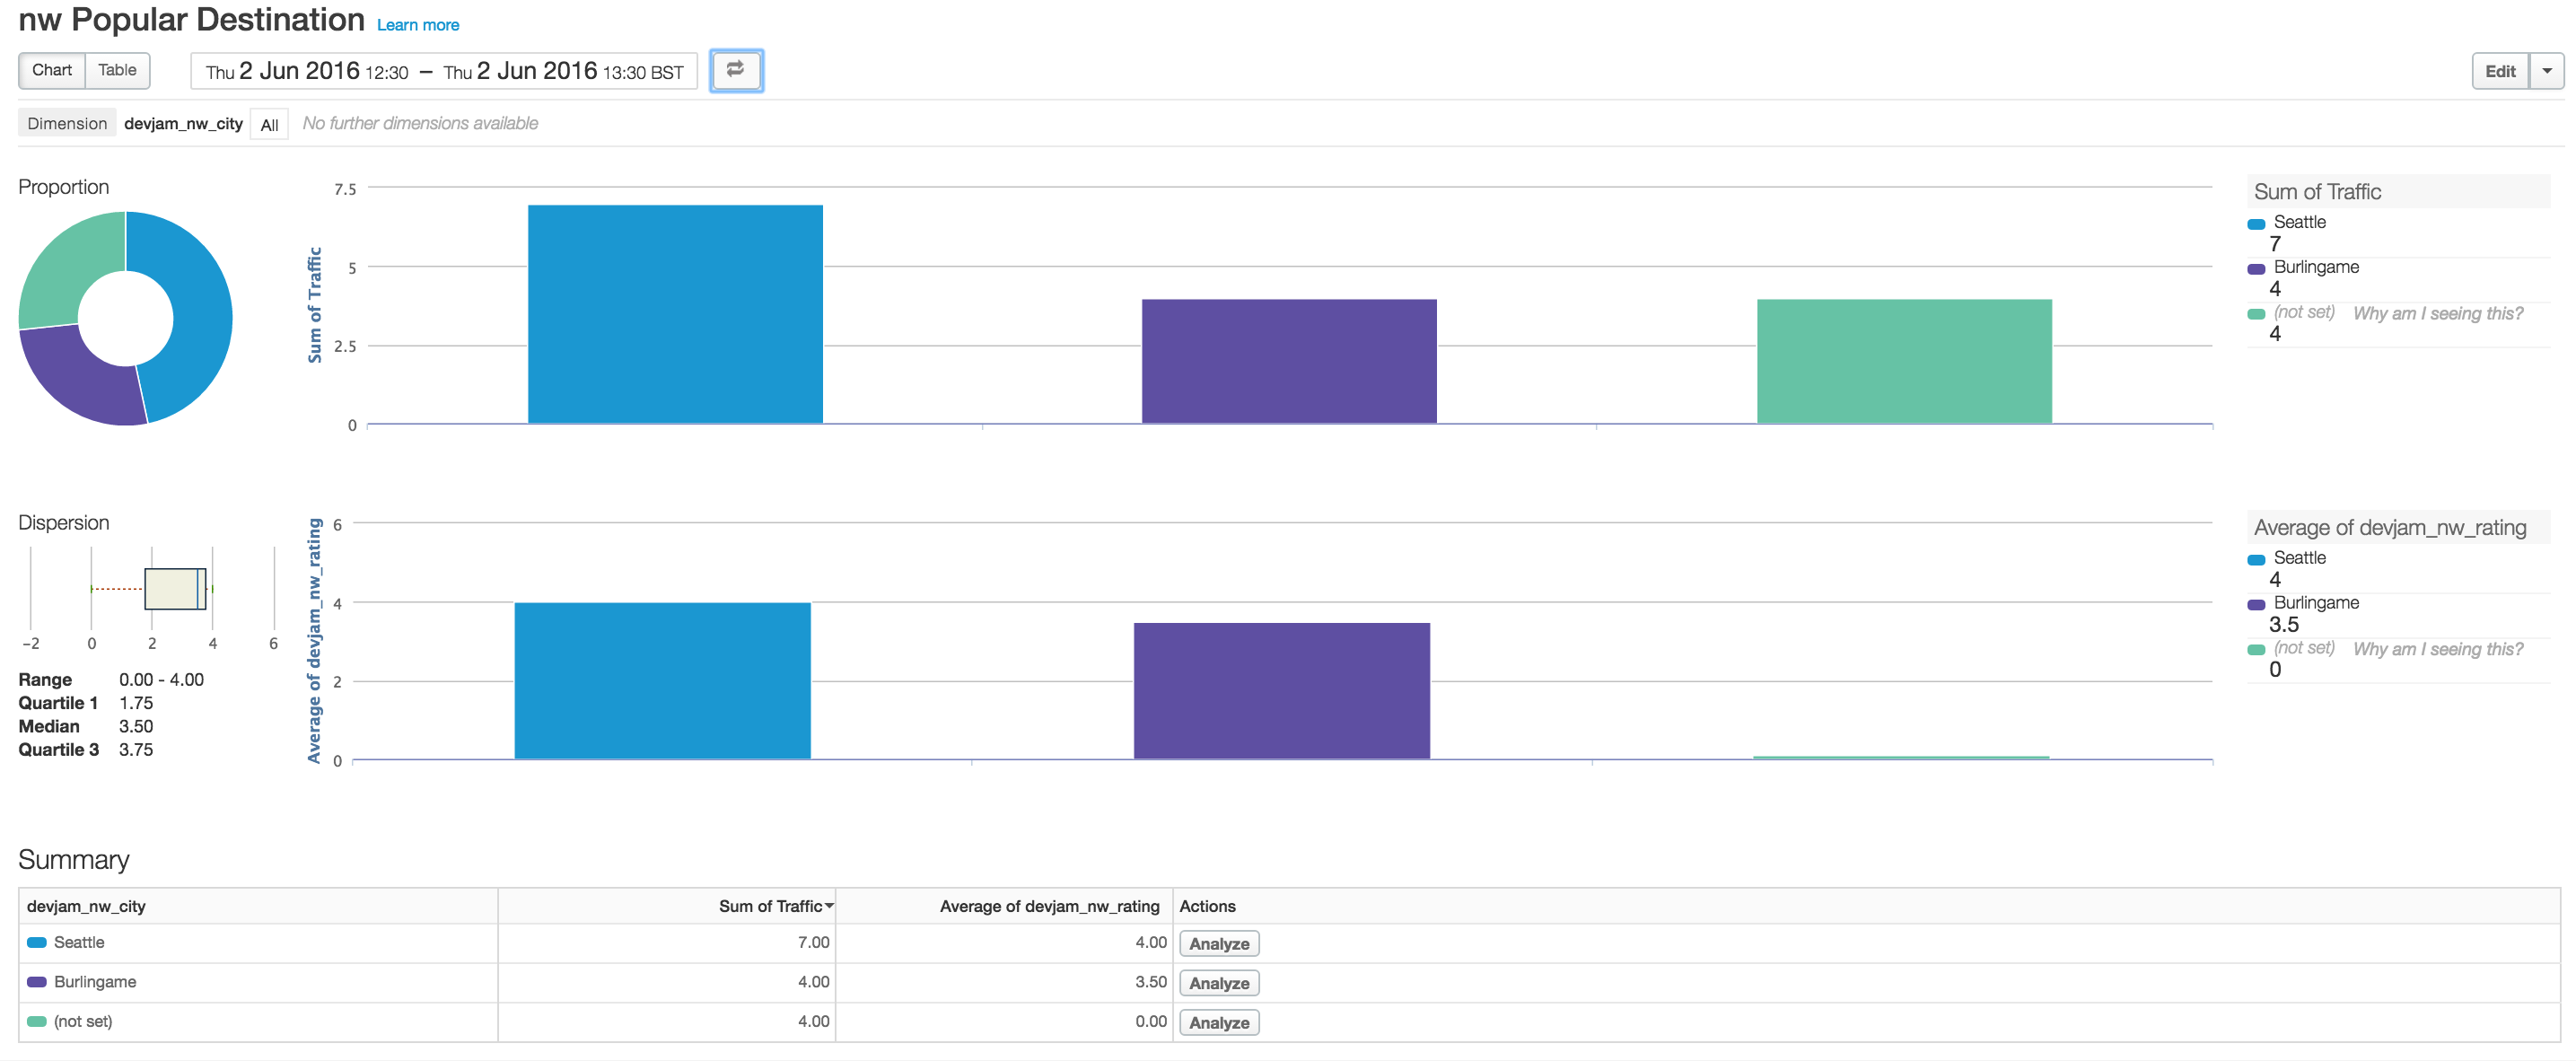 nw Popular Destination Learn more
Chart Table Thu 2 Jun 2016 12:30 – Thu 2 Jun 2016 13:30 BST Edit
Dimension devjam_nw_city All No further dimensions available
Proportion
7.5
5
2.5
0
Sum of Traffic
Sum of Traffic
Seattle
7
Burlingame
4
(not set) Why am I seeing this?
4
Dispersion
−2 0 2 4 6
Range 0.00 - 4.00
Quartile 1 1.75
Median 3.50
Quartile 3 3.75
6
4
2
0
Average of devjam_nw_rating
Average of devjam_nw_rating
Seattle
4
Burlingame
3.5
(not set) Why am I seeing this?
0
Summary
devjam_nw_city Sum of Traffic Average of devjam_nw_rating Actions
Seattle 7.00 4.00 Analyze
Burlingame 4.00 3.50 Analyze
(not set) 4.00 0.00 Analyze